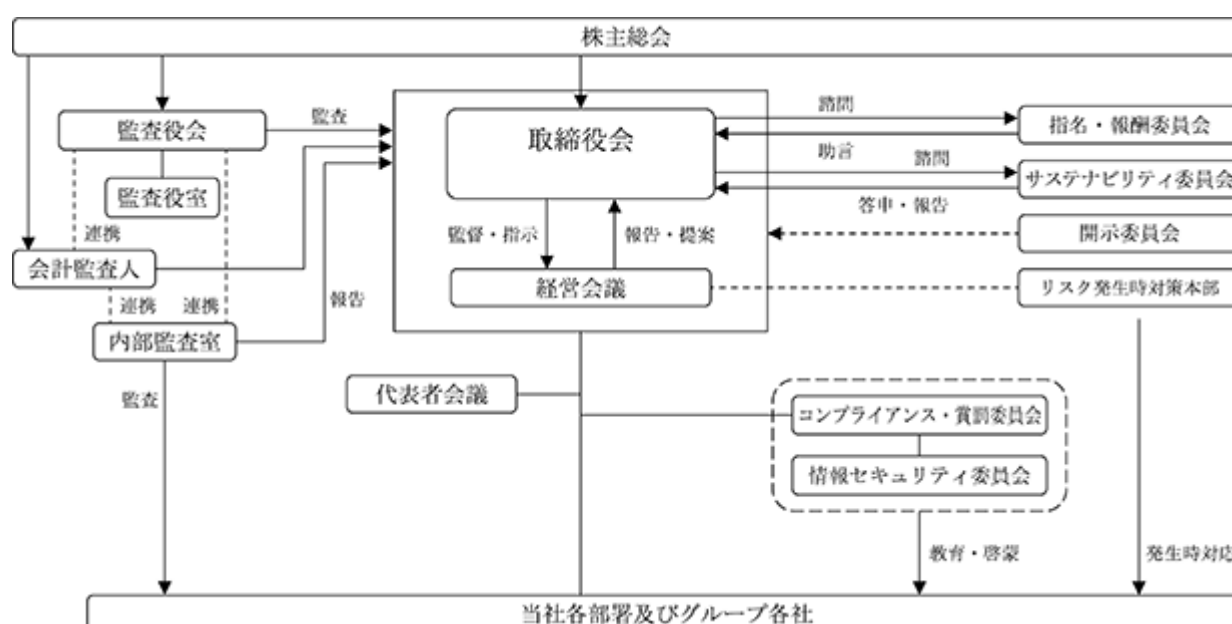 株主総会
監査役会
監査
取締役会
諮問
指名・報酬委員会
助言
諮問
監査役室
サステナビリティ委員会
答申・報告
連携
監督・指示
報告・提案
開示委員会
会計監査人
経営会議
リスク発生時対策本部
連携
連携
報告
内部監査室
監査
代表者会議
コンプライアンス・賞罰委員会
情報セキュリティ委員会
教育・啓蒙
発生時対応
当社各部署及びグループ各社